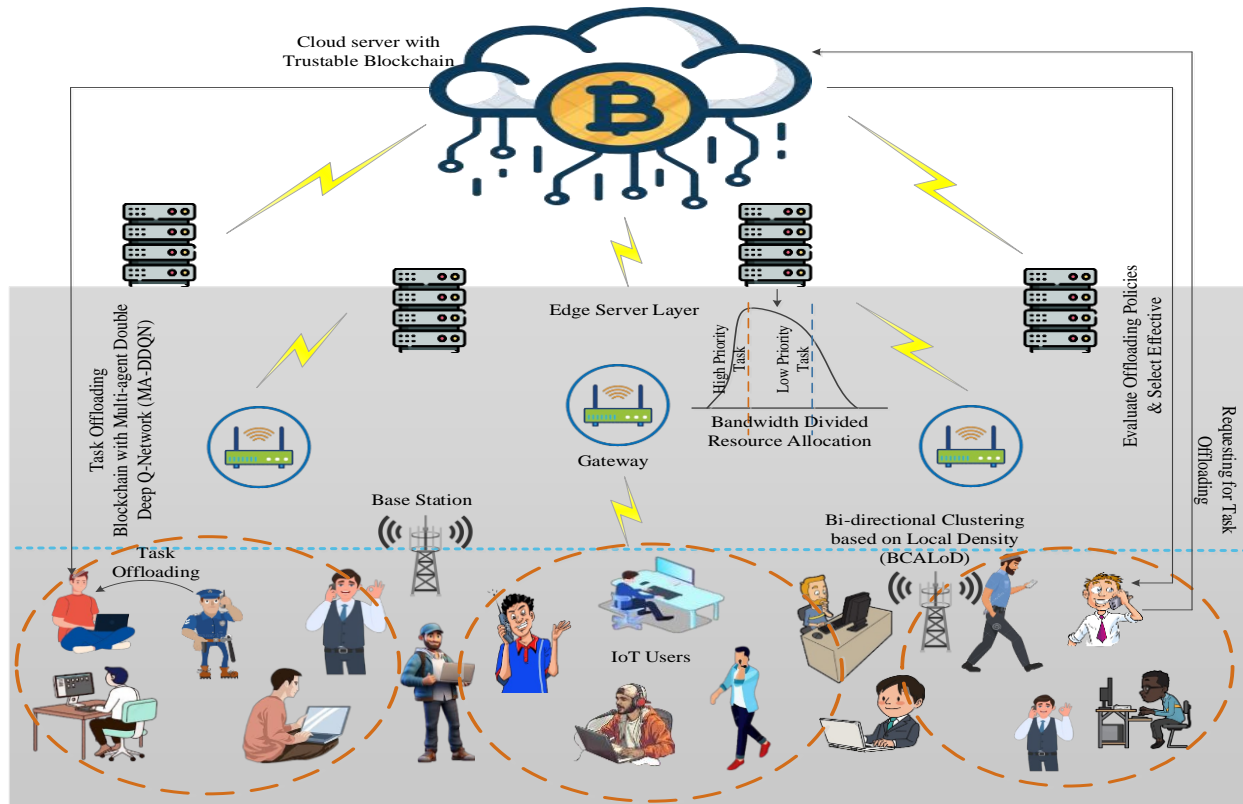 Cloud server with
Trustable Blockchain
B
Edge Server Layer
High Priority
Task
Low Priority
Task
Bandwidth Divided
Resource Allocation
Gateway
Task Offloading
Blockchain with Multi-agent Double
Deep Q-Network (MA-DDQN)
Evaluate Offloading Policies
& Select Effective
Requesting for Task
Offloading
Base Station
Bi-directional Clustering
based on Local Density
(BCALoD)
Task
Offloading
IoT Users